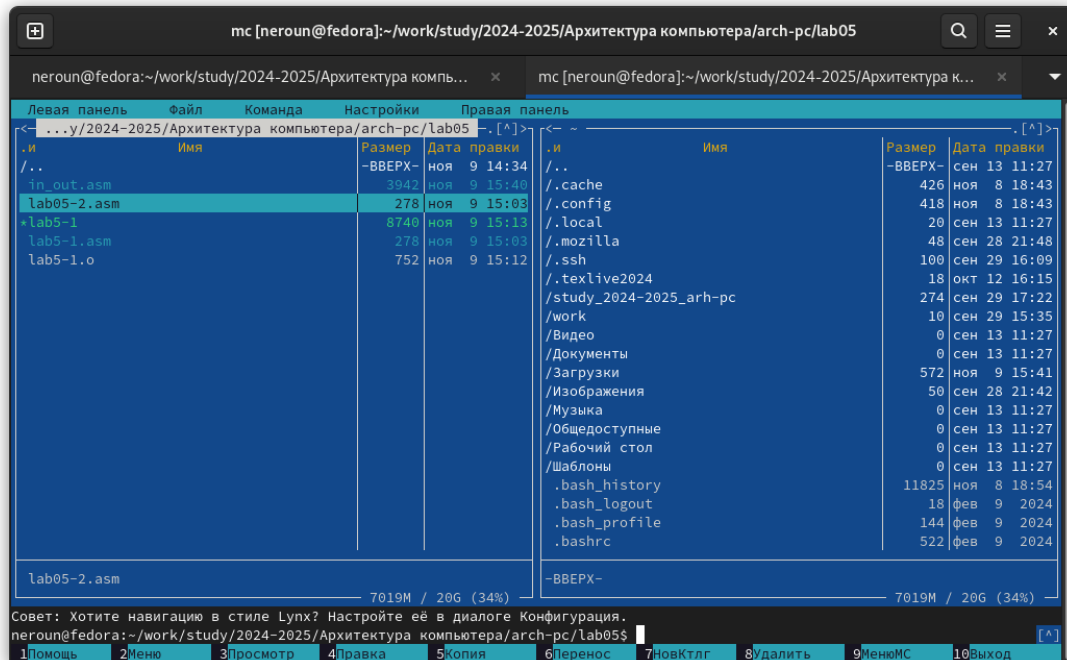 mc [neroun@fedora]:~/work/study/2024-2025/Архитектура компьютера/arch-pc/lab05
neroun@fedora:~/work/study/2024-2025/Архитектура компь...
mc [neroun@fedora]:~/work/study/2024-2025/Архитектура к...
Левая панель Файл Команда Настройки Правая панель
<— ...y/2024-2025/Архитектура компьютера/arch-pc/lab05 —.[^]>
.и Имя Размер Дата правки
/.. -ВВЕРХ- ноя 9 14:34
in_out.asm 3942 ноя 9 15:40
lab05-2.asm 278 ноя 9 15:03
*lab5-1 8740 ноя 9 15:13
lab5-1.asm 278 ноя 9 15:03
lab5-1.o 752 ноя 9 15:12
lab05-2.asm
7019M / 20G (34%)
<— ~ —.[^]>
.и Имя Размер Дата правки
/.. -ВВЕРХ- сен 13 11:27
/.cache 426 ноя 8 18:43
/.config 418 ноя 8 18:43
/.local 20 сен 13 11:27
/.mozilla 48 сен 28 21:48
/.ssh 100 сен 29 16:09
/.texlive2024 18 окт 12 16:15
/study_2024-2025_arh-pc 274 сен 29 17:22
/work 10 сен 29 15:35
/Видео 0 сен 13 11:27
/Документы 0 сен 13 11:27
/Загрузки 572 ноя 9 15:41
/Изображения 50 сен 28 21:42
/Музыка 0 сен 13 11:27
/Общедоступные 0 сен 13 11:27
/Рабочий стол 0 сен 13 11:27
/Шаблоны 0 сен 13 11:27
.bash_history 11825 ноя 8 18:54
.bash_logout 18 фев 9 2024
.bash_profile 144 фев 9 2024
.bashrc 522 фев 9 2024
-ВВЕРХ-
7019M / 20G (34%)
Совет: Хотите навигацию в стиле Lynx? Настройте её в диалоге Конфигурация.
neroun@fedora:~/work/study/2024-2025/Архитектура компьютера/arch-pc/lab05$ [^]
1Помощь 2Меню 3Просмотр 4Правка 5Копия 6Перенос 7НовКтлг 8Удалить 9МенюMC 10Выход